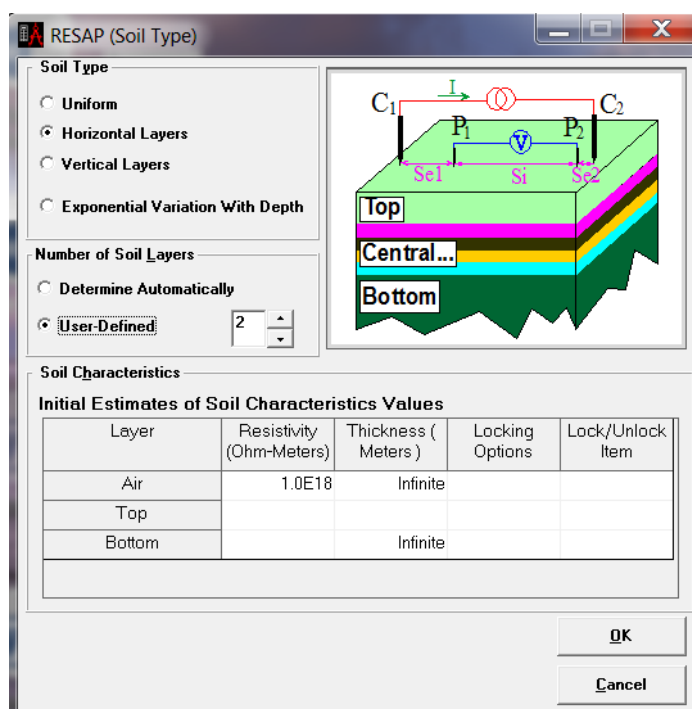 RESAP (Soil Type)
Soil Type
Uniform
Horizontal Layers
Vertical Layers
Exponential Variation With Depth
I
C1 C2
P1 V P2
Se1 Si Se2
Top
Central...
Bottom
Number of Soil Layers
Determine Automatically
User-Defined 2
Soil Characteristics
Initial Estimates of Soil Characteristics Values
Layer Resistivity (Ohm-Meters) Thickness ( Meters ) Locking Options Lock/Unlock Item
Air 1.0E18 Infinite
Top
Bottom Infinite
OK
Cancel